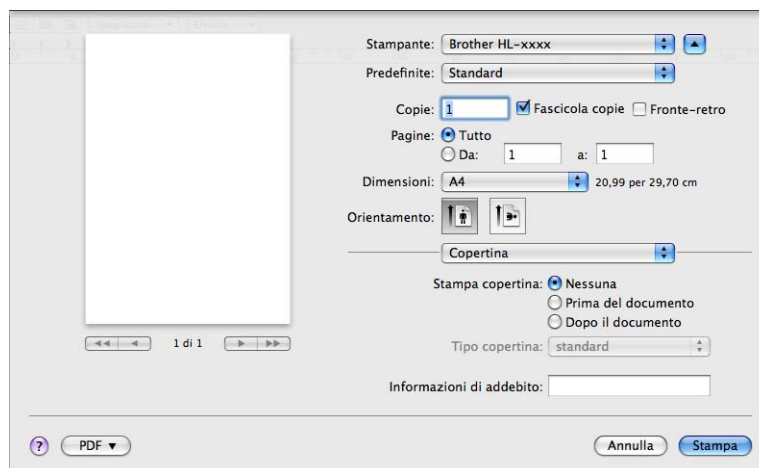 Stampante: Brother HL-xxxx
Predefinite: Standard
Copie: 1 Fascicola copie Fronte-retro
Pagine: Tutto
Da: 1 a: 1
Dimensioni: A4 20,99 per 29,70 cm
Orientamento:
Copertina
Stampa copertina: Nessuna
Prima del documento
Dopo il documento
1 di 1 Tipo copertina: standard
Informazioni di addebito:
? PDF Annulla Stampa